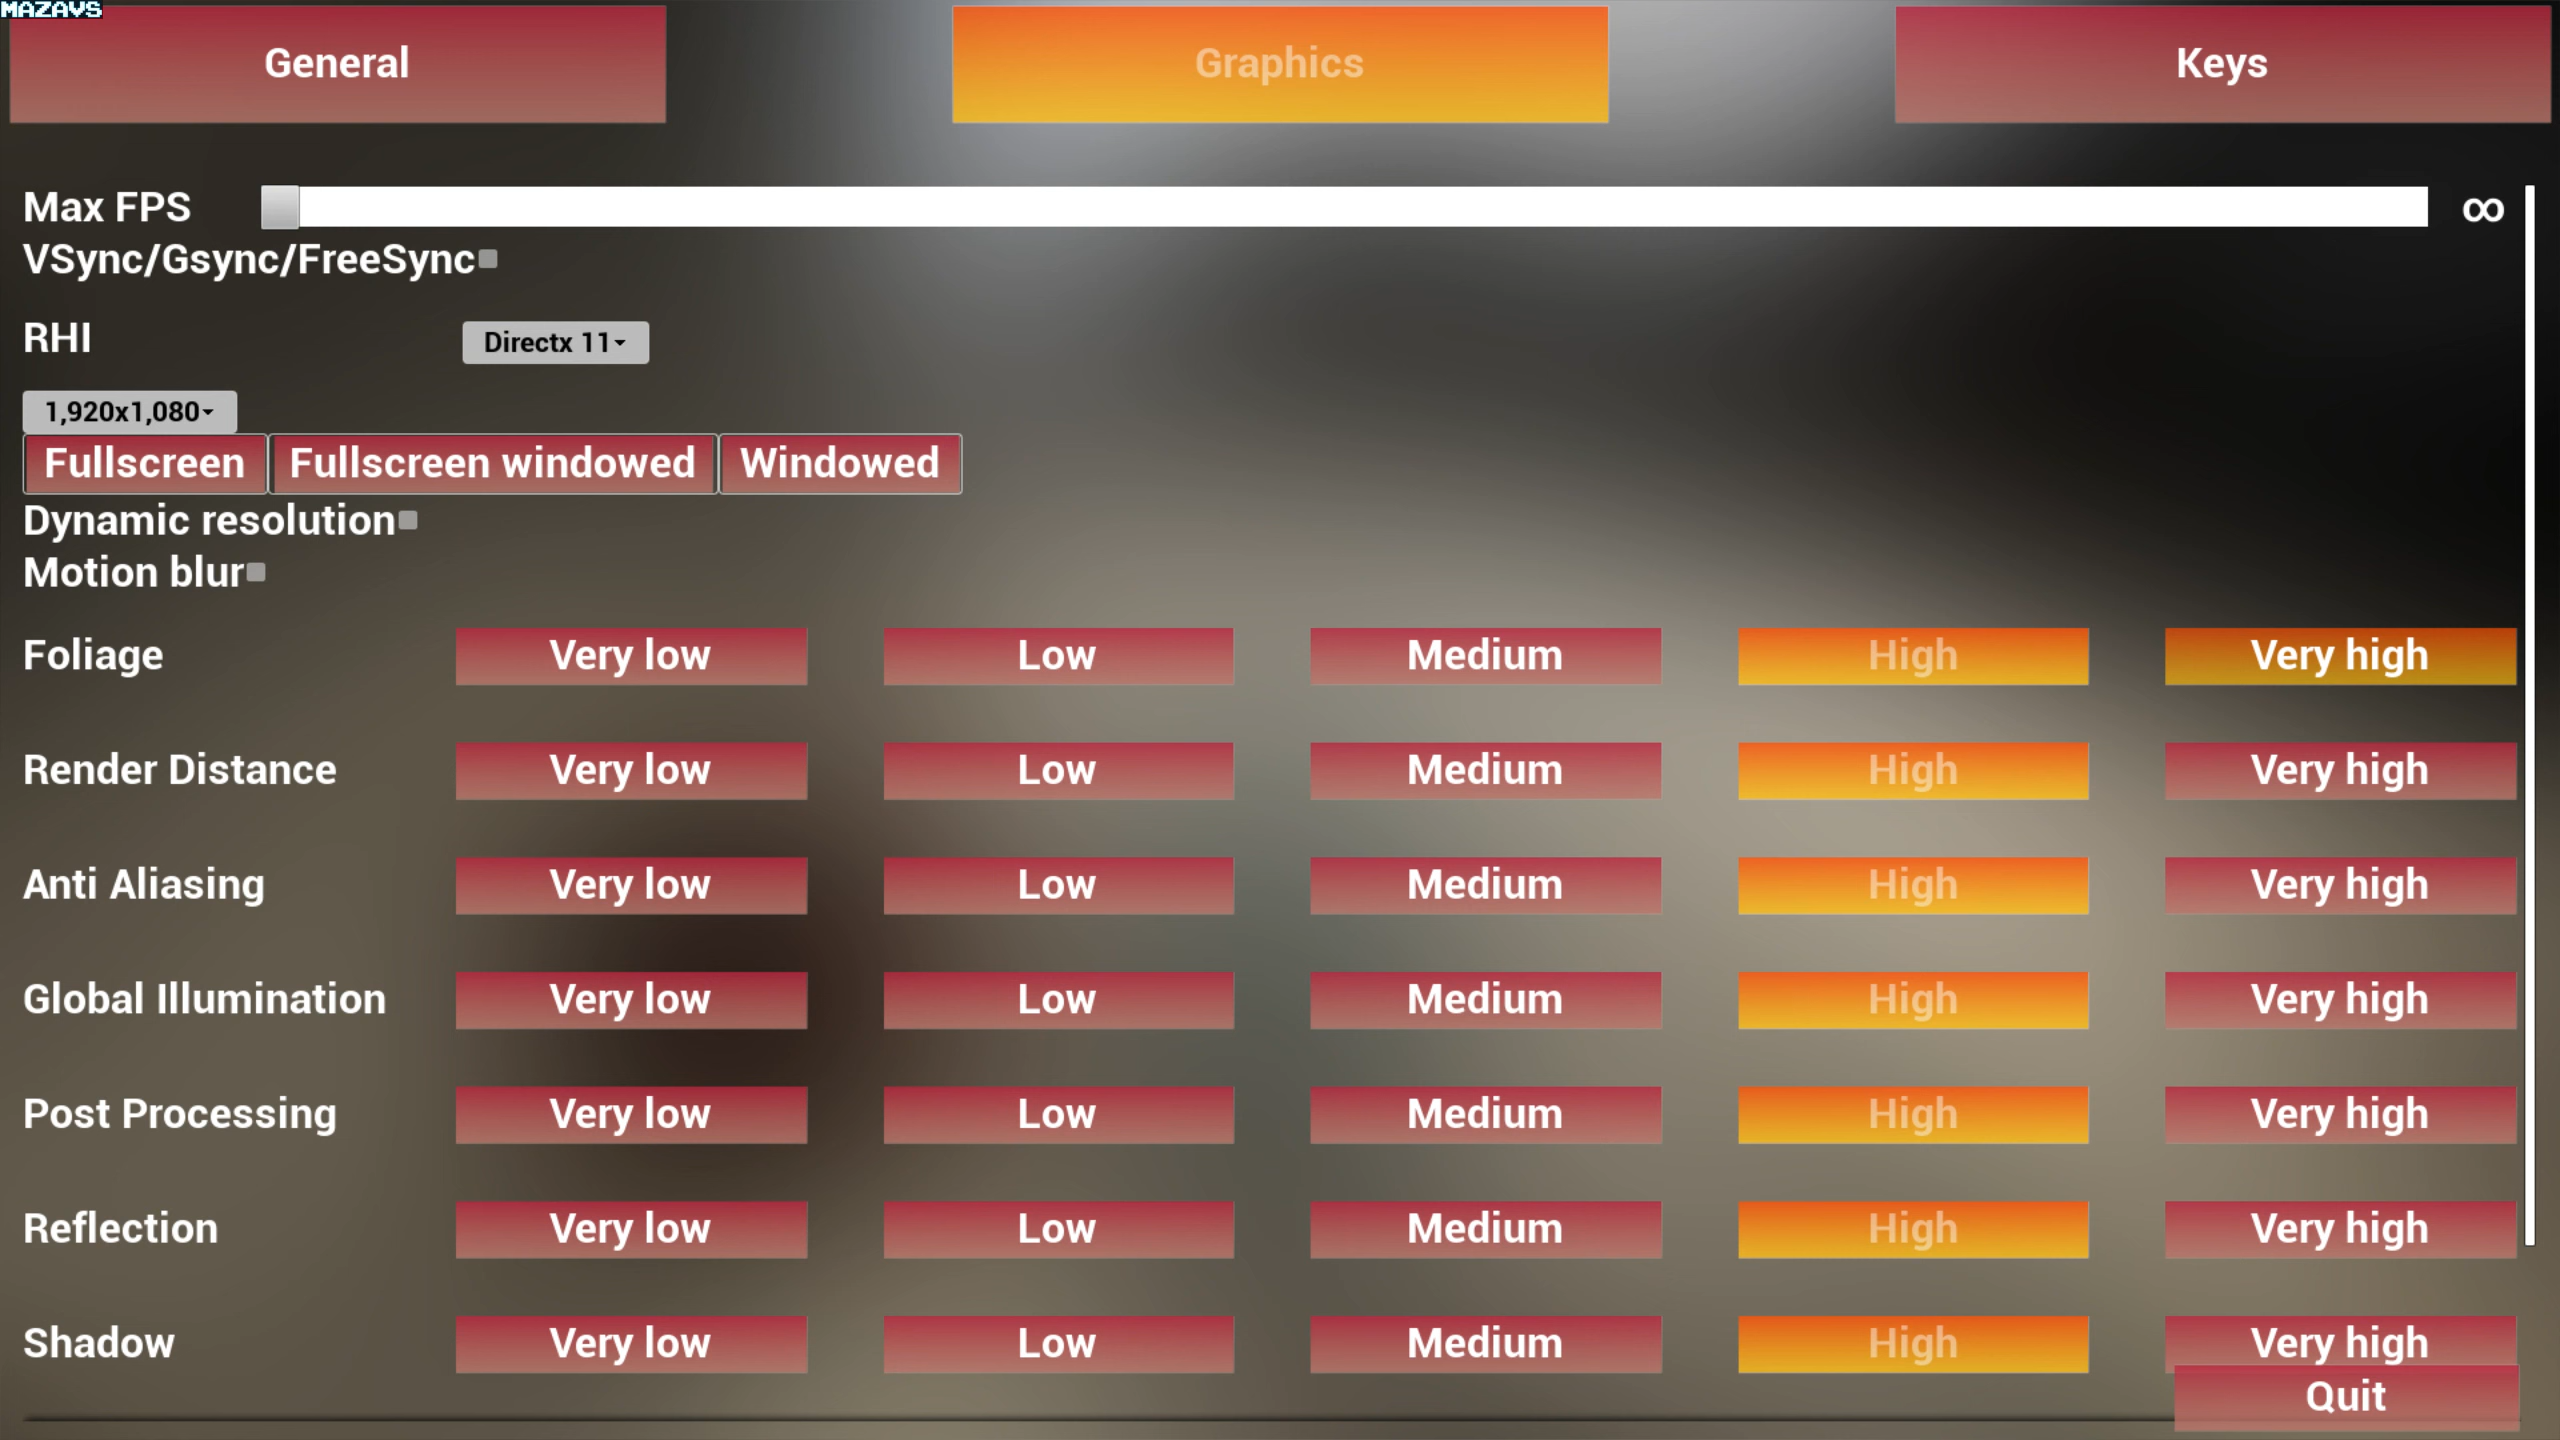 MAZAVS
General Graphics Keys
Max FPS ∞
VSync/Gsync/FreeSync
RHI Directx 11
1,920x1,080
Fullscreen Fullscreen windowed Windowed
Dynamic resolution
Motion blur
Foliage Very low Low Medium High Very high
Render Distance Very low Low Medium High Very high
Anti Aliasing Very low Low Medium High Very high
Global Illumination Very low Low Medium High Very high
Post Processing Very low Low Medium High Very high
Reflection Very low Low Medium High Very high
Shadow Very low Low Medium High Very high
Quit